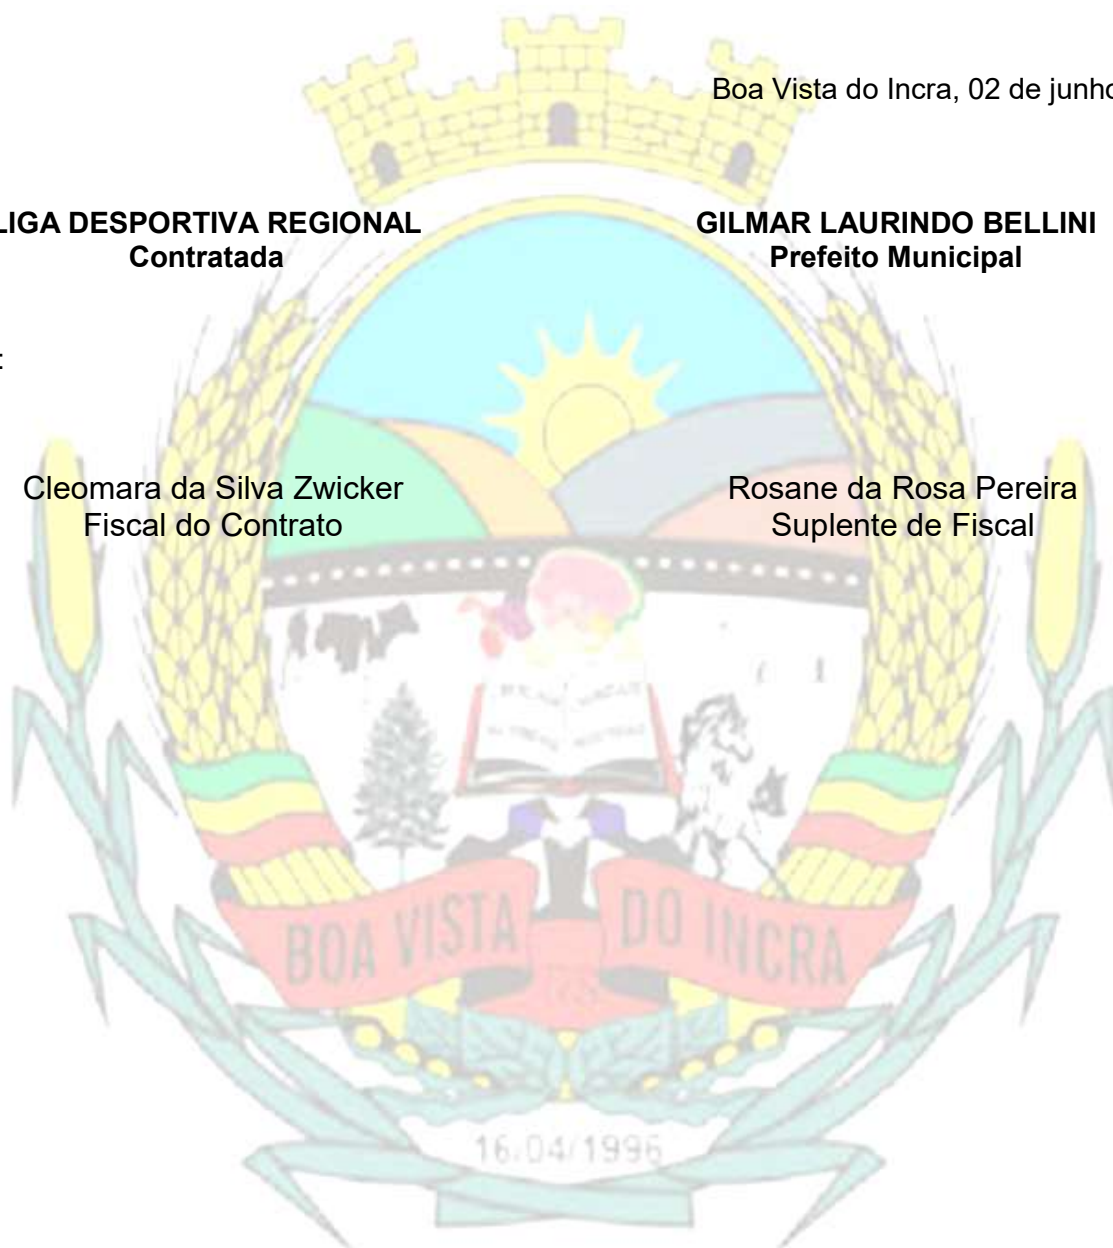 Boa Vista do Incra, 02 de junho
LIGA DESPORTIVA REGIONAL
Contratada
GILMAR LAURINDO BELLINI
Prefeito Municipal
:
Cleomara da Silva Zwicker
Fiscal do Contrato
Rosane da Rosa Pereira
Suplente de Fiscal
BOA VISTA DO INCRA
16/04/1996